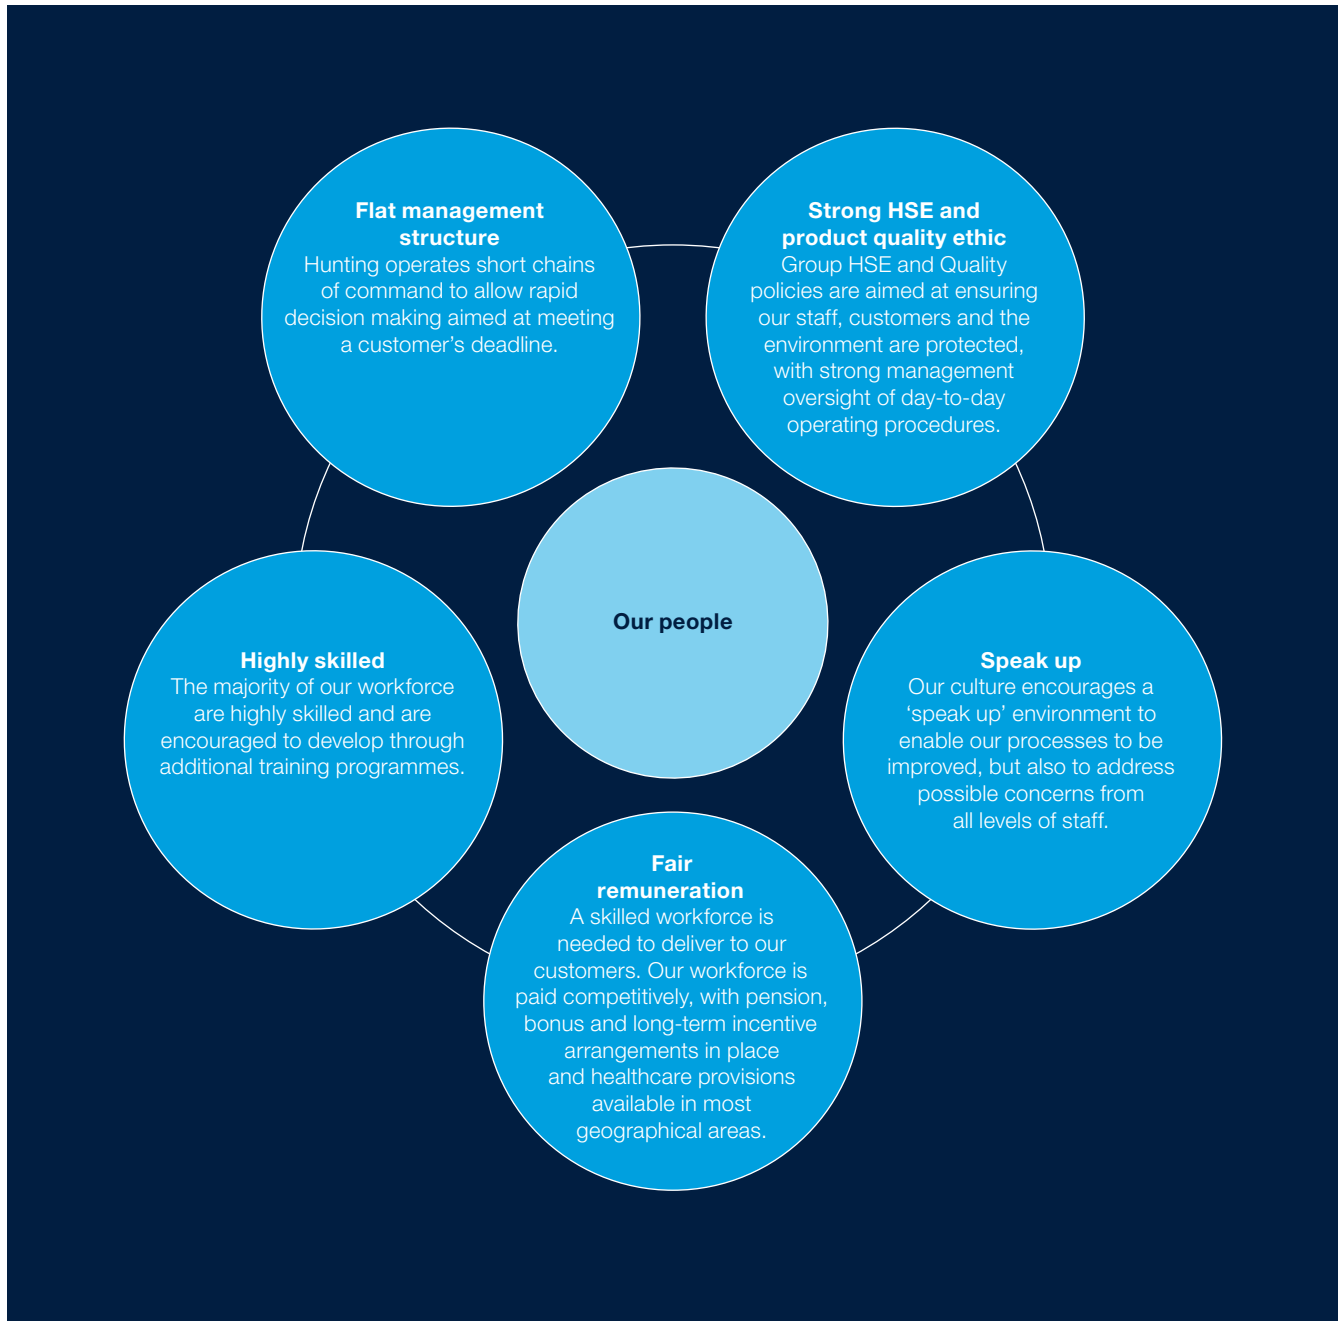 Flat management
structure
Hunting operates short chains
of command to allow rapid
decision making aimed at meeting
a customer’s deadline.
Strong HSE and
product quality ethic
Group HSE and Quality
policies are aimed at ensuring
our staff, customers and the
environment are protected,
with strong management
oversight of day-to-day
operating procedures.
Our people
Highly skilled
The majority of our workforce
are highly skilled and are
encouraged to develop through
additional training programmes.
Speak up
Our culture encourages a
‘speak up’ environment to
enable our processes to be
improved, but also to address
possible concerns from
all levels of staff.
Fair
remuneration
A skilled workforce is
needed to deliver to our
customers. Our workforce is
paid competitively, with pension,
bonus and long-term incentive
arrangements in place
and healthcare provisions
available in most
geographical areas.